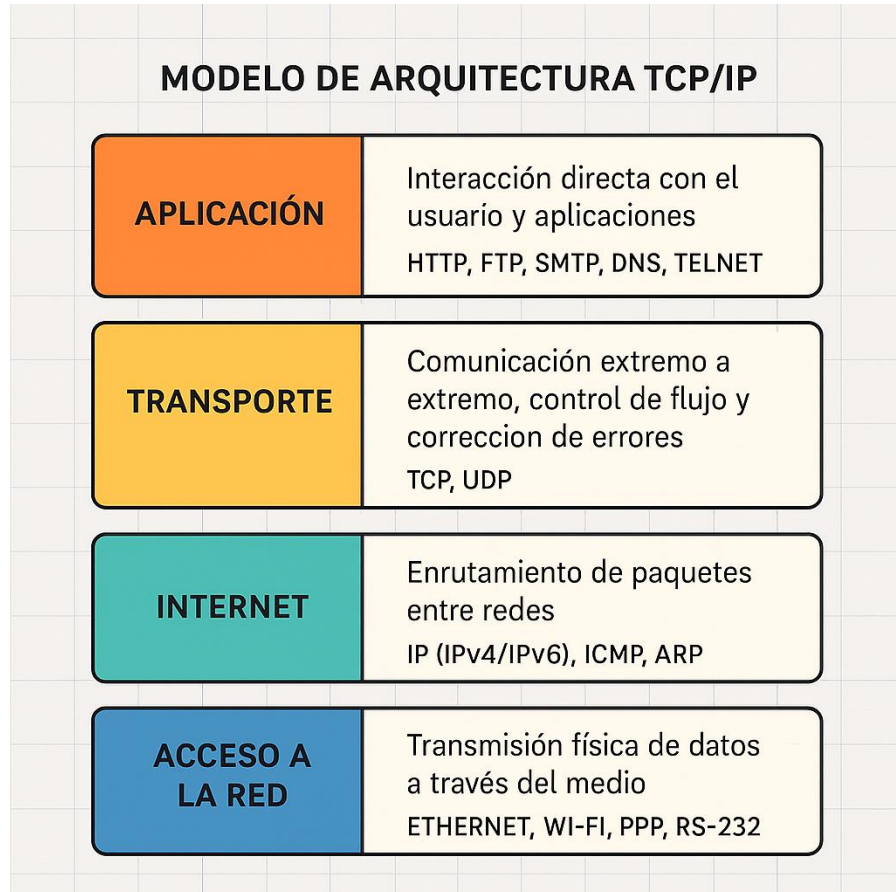 MODELO DE ARQUITECTURA TCP/IP
APLICACIÓN
Interacción directa con el
usuario y aplicaciones
HTTP, FTP, SMTP, DNS, TELNET
TRANSPORTE
Comunicación extremo a
extremo, control de flujo y
correccion de errores
TCP, UDP
INTERNET
Enrutamiento de paquetes
entre redes
IP (IPv4/IPv6), ICMP, ARP
ACCESO A
LA RED
Transmisión física de datos
a través del medio
ETHERNET, WI-FI, PPP, RS-232